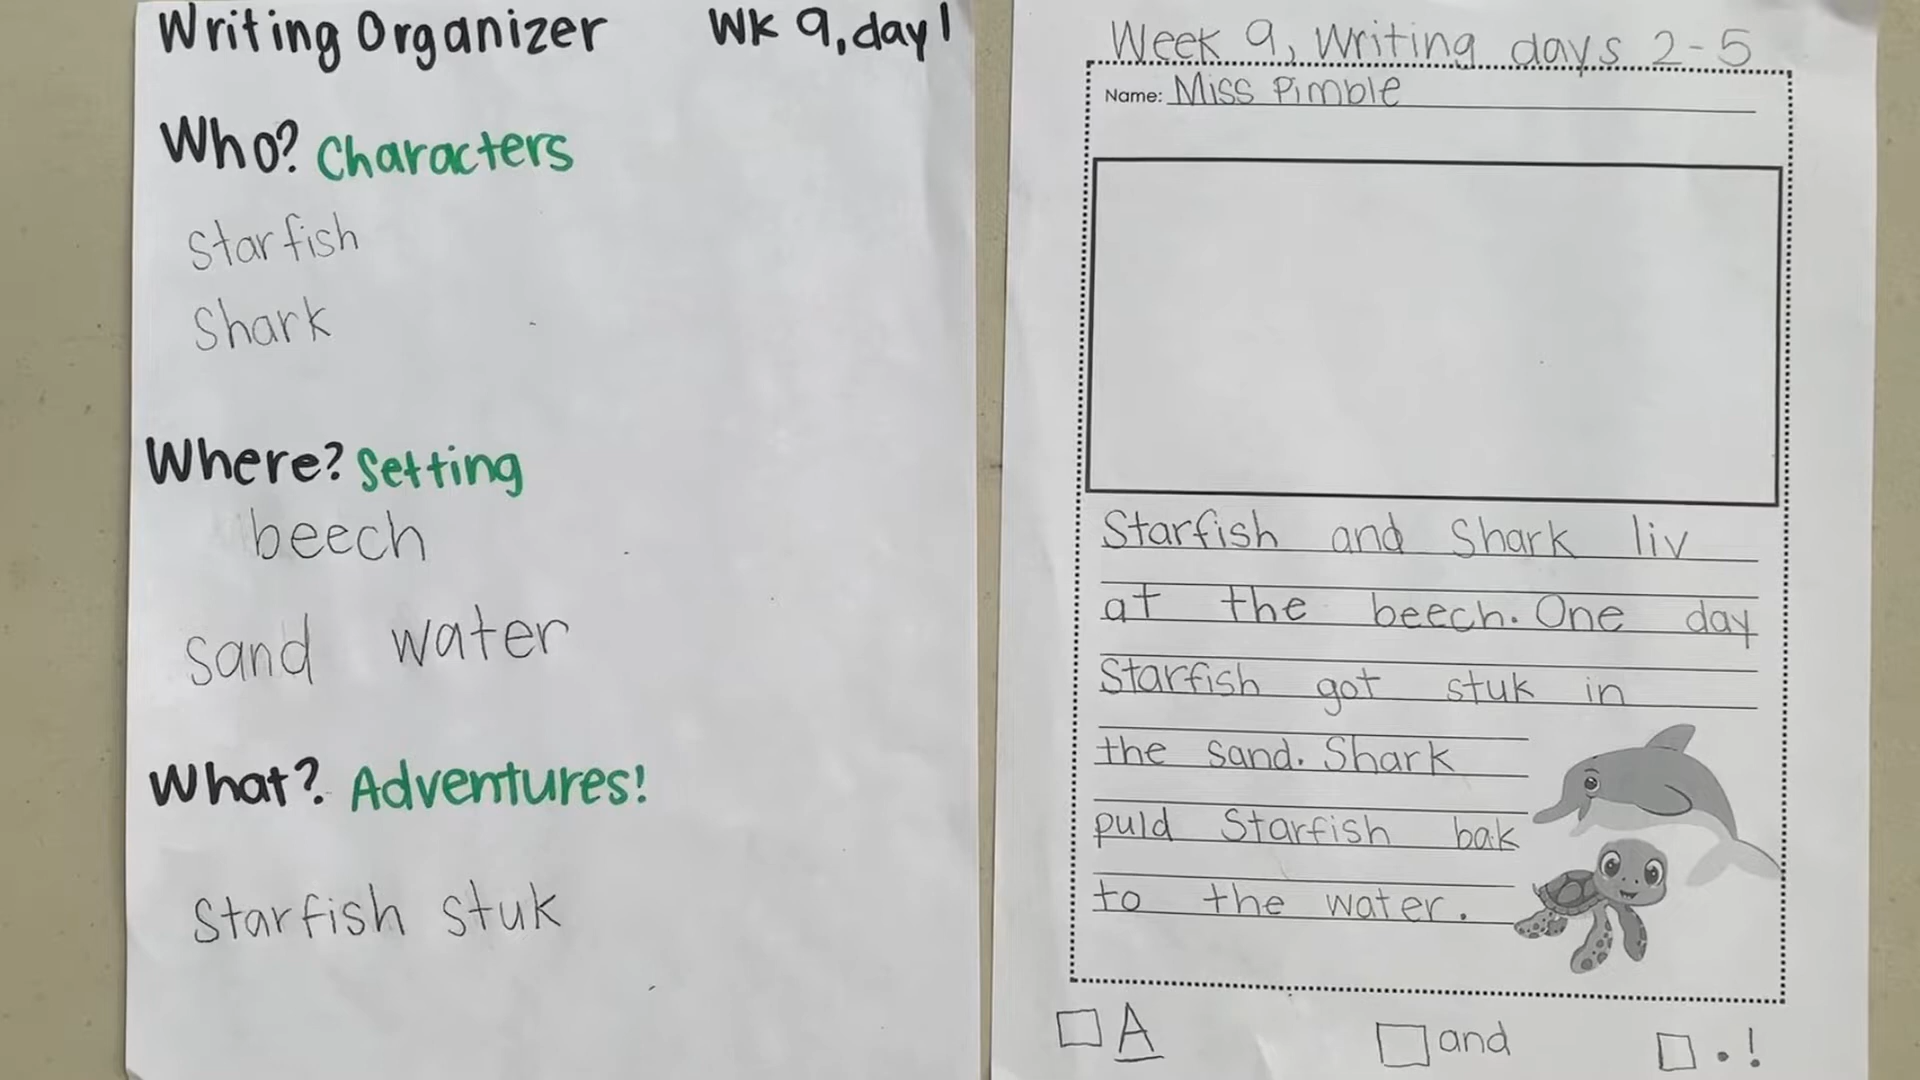 Writing Organizer Wk 9, day 1
Who? Characters
Starfish
Shark
Where? Setting
beech
sand water
What? Adventures!
Starfish stuk
Week 9, Writing days 2-5
Name: Miss Pimble
Starfish and Shark liv
at the beech. One day
Starfish got stuk in
the sand. Shark
puld Starfish bak
to the water.
A and . !